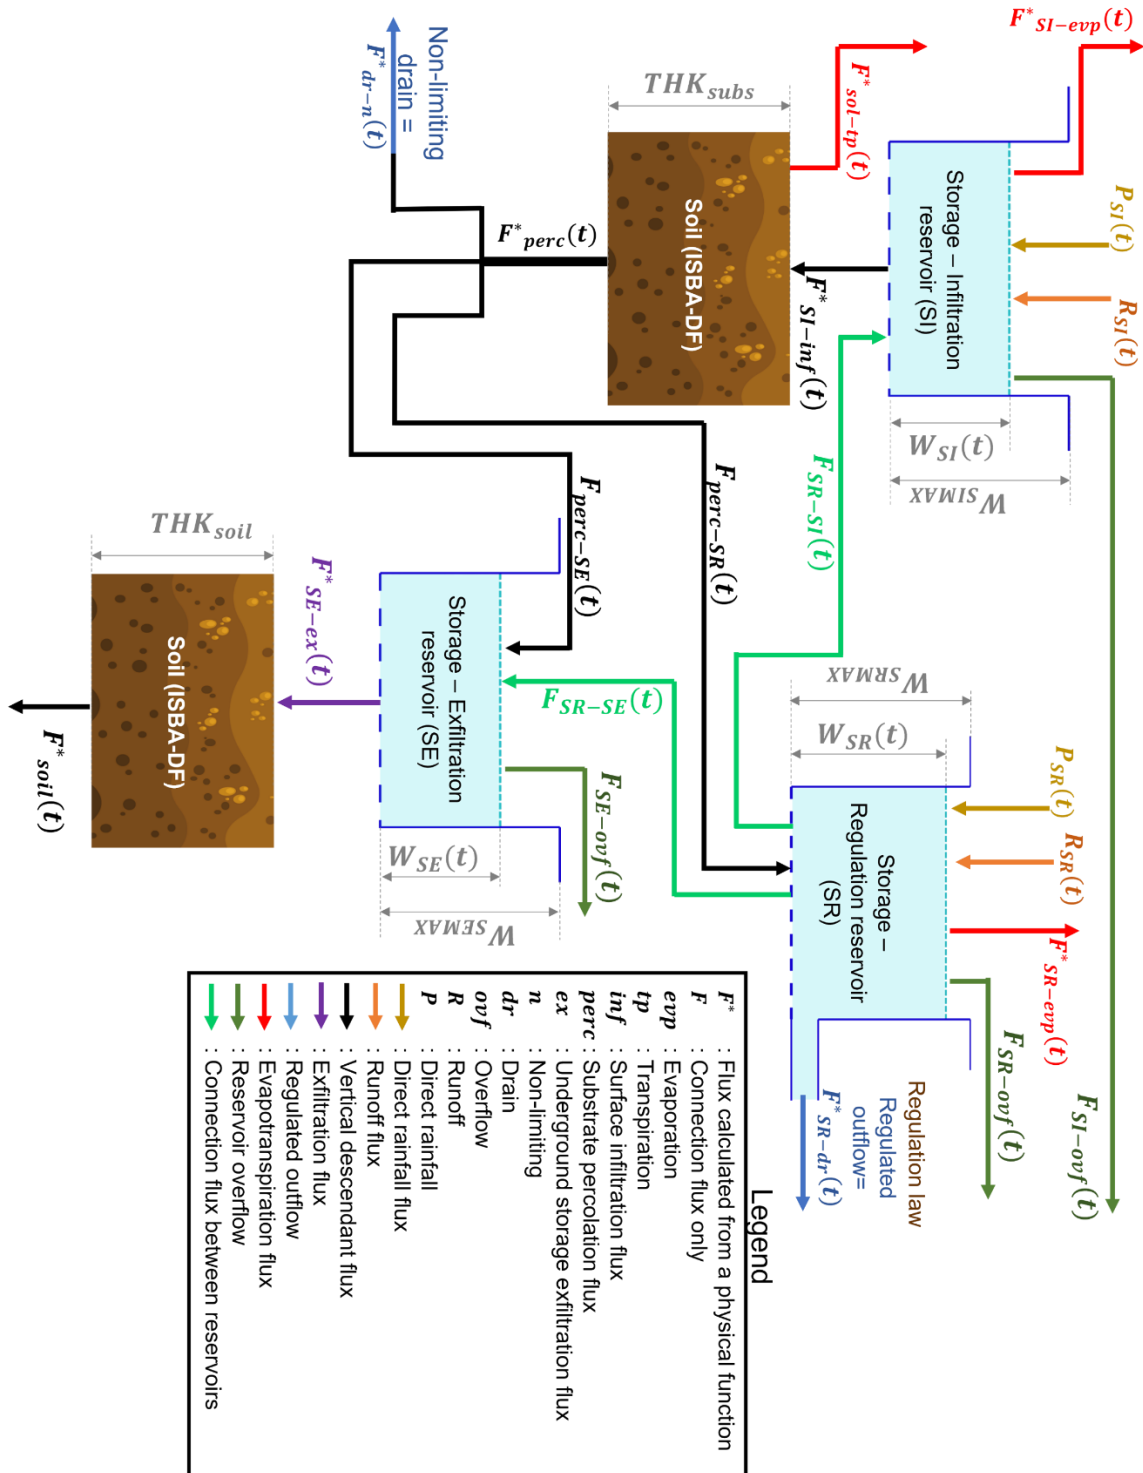 F*SI−evp(t)
PSI(t)
RSI(t)
FSI−ovf(t)
Storage – Infiltration
reservoir (SI)
WSI(t)
WSIMAX
F*sol−tp(t)
F*SI−inf(t)
THKsubs
Soil (ISBA-DF)
FSR−SI(t)
F*perc(t)
Non-limiting
drain =
F*dr−n(t)
Fperc−SR(t)
Fperc−SE(t)
PSR(t)
RSR(t)
F*SR−evp(t)
FSR−ovf(t)
WSRMAX
WSR(t)
Storage –
Regulation reservoir
(SR)
Regulation law
Regulated
outflow=
F*SR−dr(t)
FSR−SE(t)
FSE−ovf(t)
Storage – Exfiltration
reservoir (SE)
WSE(t)
WSEMAX
F*SE−ex(t)
THKsoil
Soil (ISBA-DF)
F*soil(t)
Legend
F* : Flux calculated from a physical function
F : Connection flux only
evp : Evaporation
tp : Transpiration
inf : Surface infiltration flux
perc : Substrate percolation flux
ex : Underground storage exfiltration flux
n : Non-limiting
dr : Drain
ovf : Overflow
R : Runoff
P : Direct rainfall
: Direct rainfall flux
: Runoff flux
: Vertical descendant flux
: Exfiltration flux
: Regulated outflow
: Evapotranspiration flux
: Reservoir overflow
: Connection flux between reservoirs